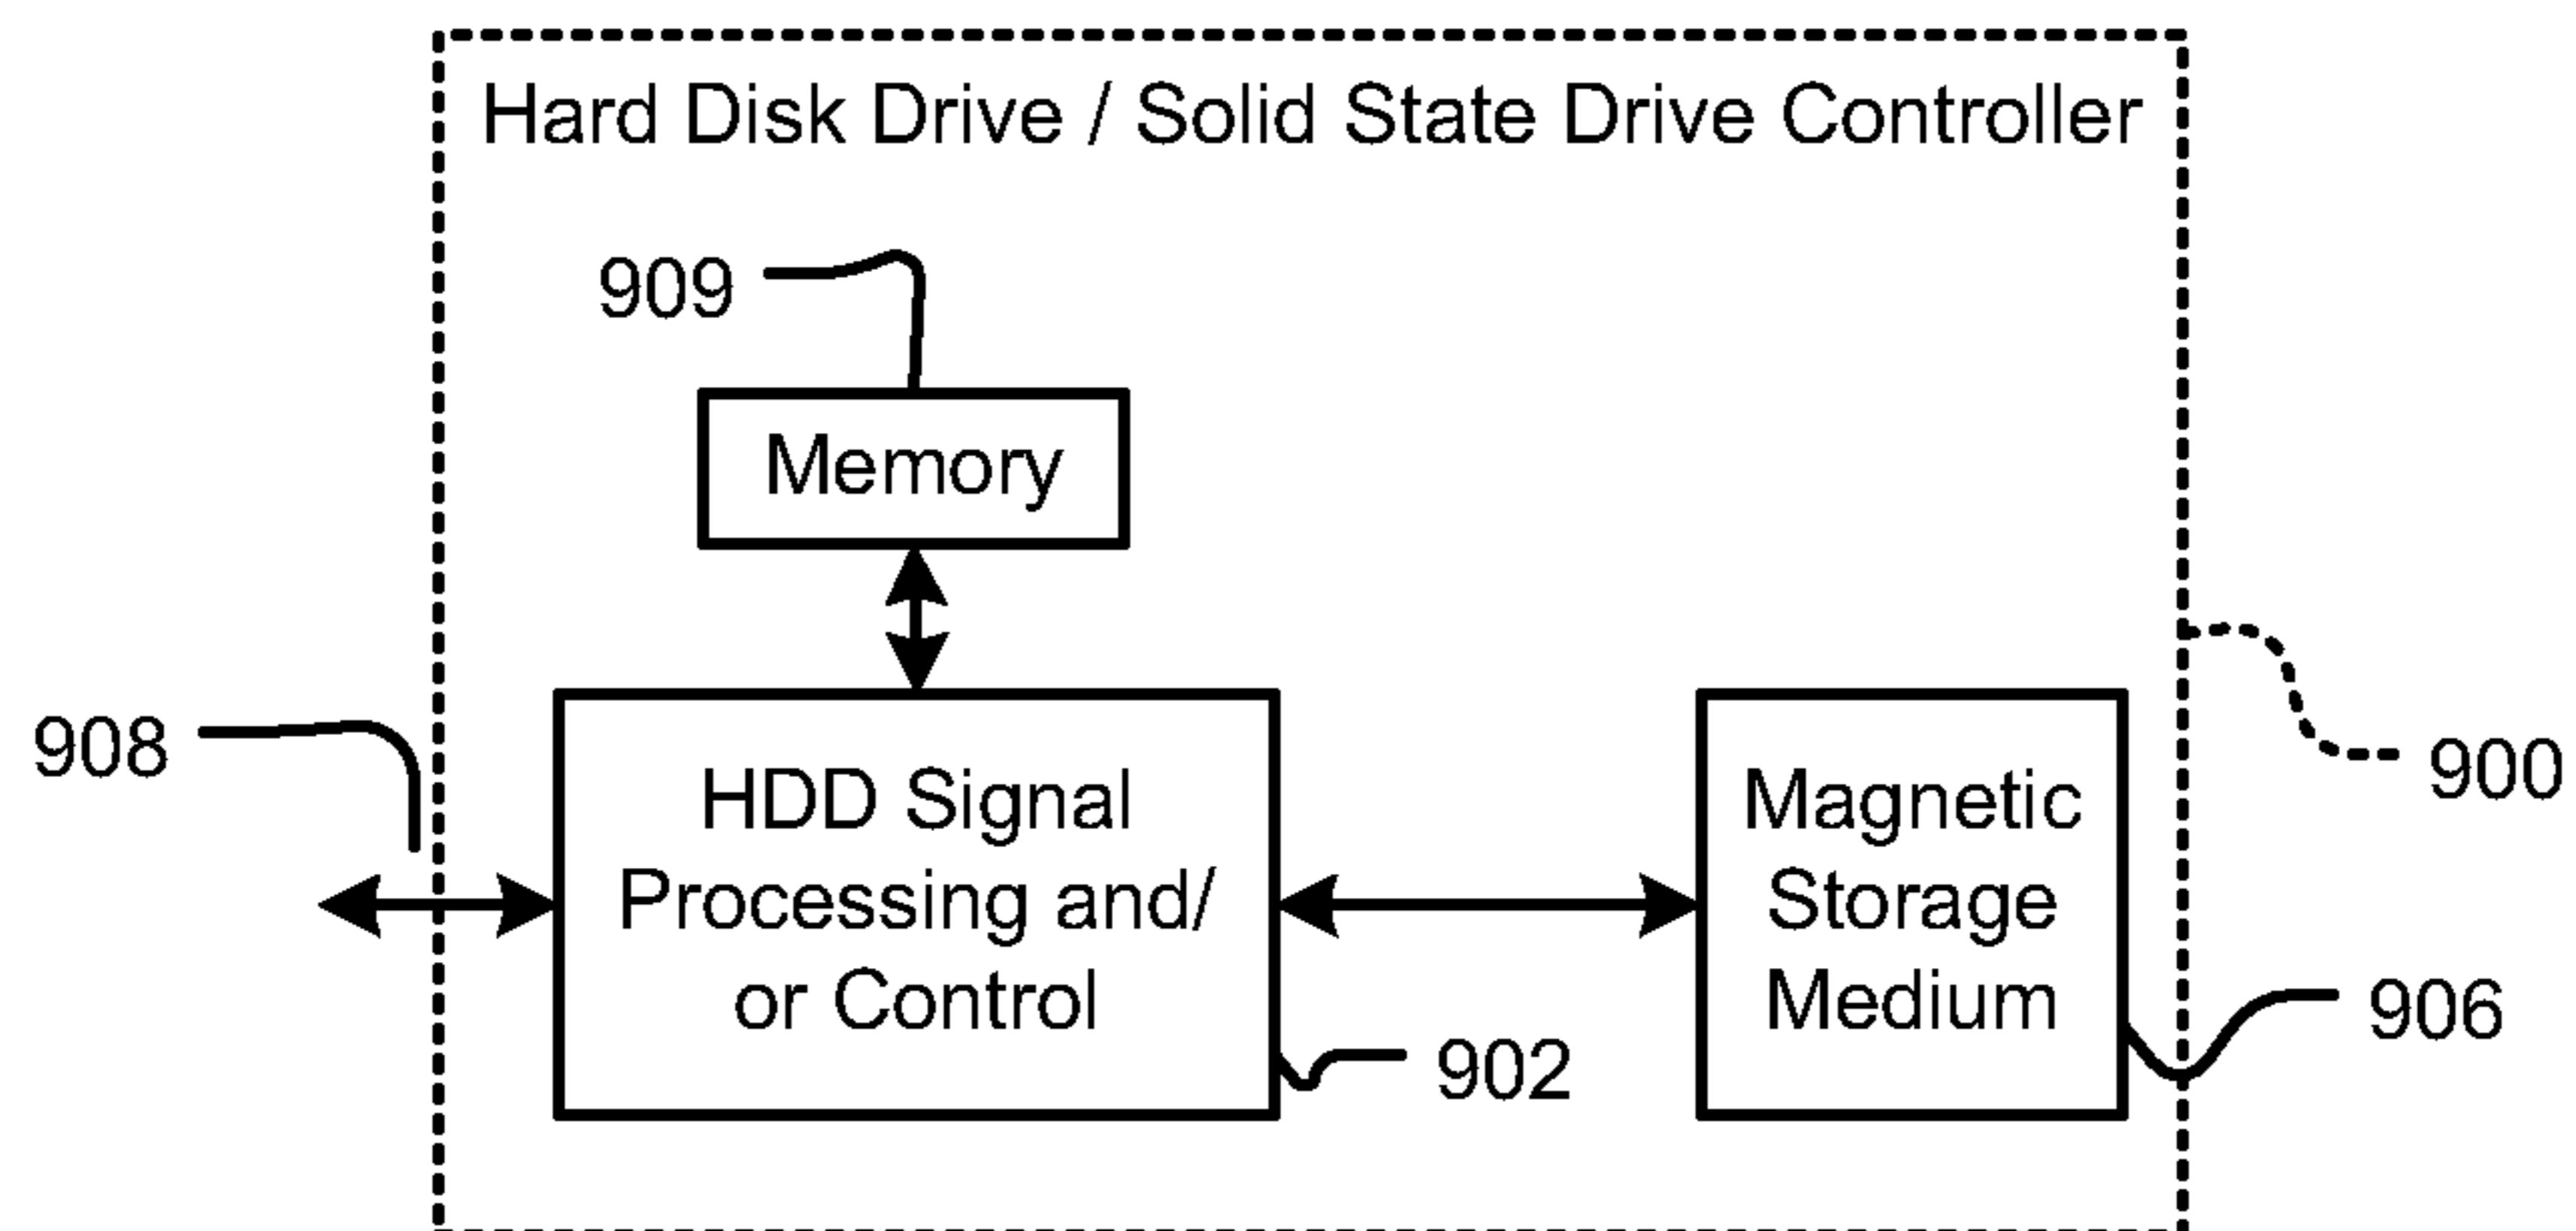 Hard Disk Drive / Solid State Drive Controller
909
Memory
908
HDD Signal
Processing and/
or Control
902
Magnetic
Storage
Medium
900
906